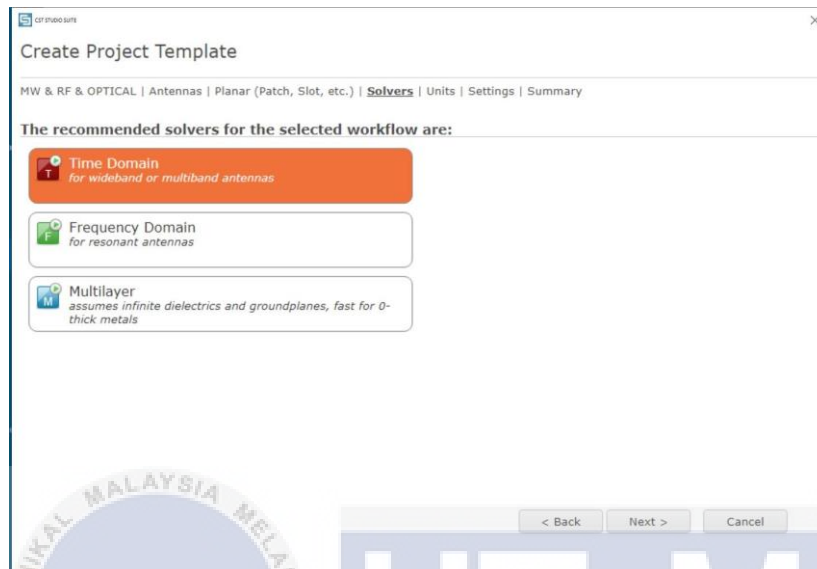 CST STUDIO SUITE
Create Project Template
MW & RF & OPTICAL | Antennas | Planar (Patch, Slot, etc.) | Solvers | Units | Settings | Summary
The recommended solvers for the selected workflow are:
T
Time Domain
for wideband or multiband antennas
F
Frequency Domain
for resonant antennas
M
Multilayer
assumes infinite dielectrics and groundplanes, fast for 0-
thick metals
< Back Next > Cancel
MALAYSIA